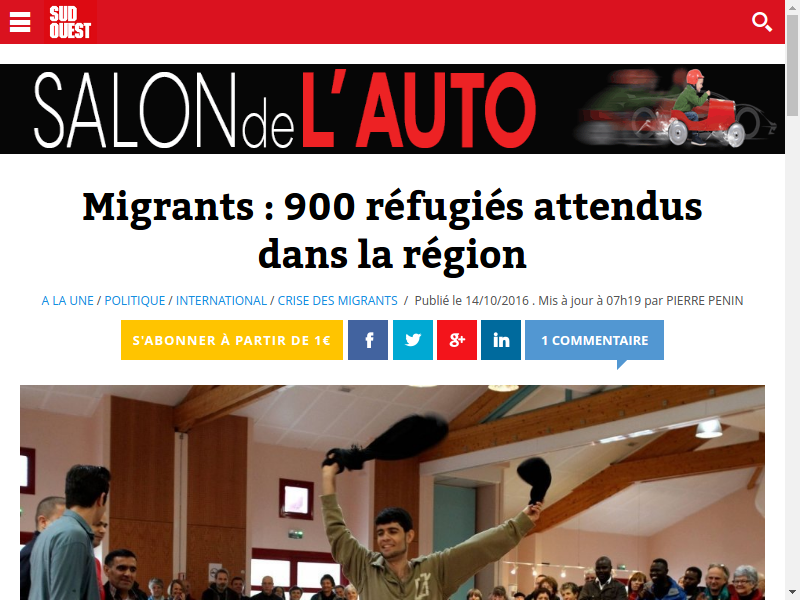 SUD
OUEST
SALON de L'AUTO
Migrants : 900 réfugiés attendus
dans la région
A LA UNE / POLITIQUE / INTERNATIONAL / CRISE DES MIGRANTS / Publié le 14/10/2016 . Mis à jour à 07h19 par PIERRE PENIN
S'ABONNER À PARTIR DE 1€
f
g+
in
1 COMMENTAIRE